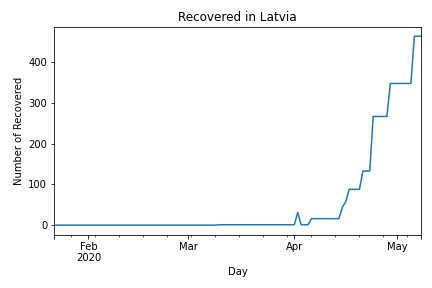 Recovered in Latvia
Number of Recovered
400
300
200
100
0
Feb
2020
Mar
Apr
May
Day